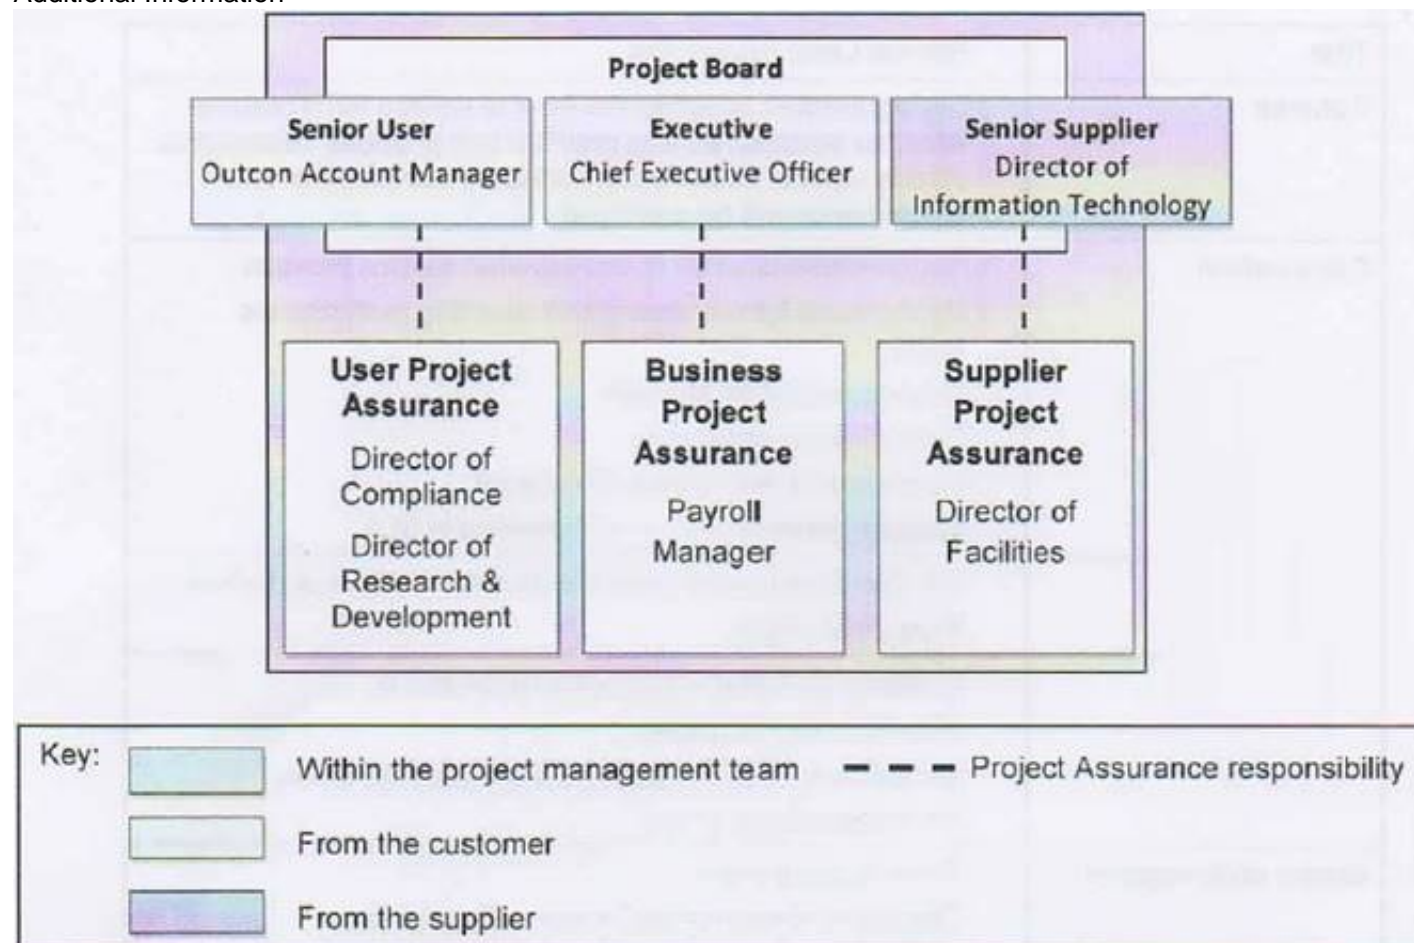 Additional Information
Project Board
Senior User
Outcon Account Manager
Executive
Chief Executive Officer
Senior Supplier
Director of
Information Technology
User Project
Assurance
Director of
Compliance
Director of
Research &
Development
Business
Project
Assurance
Payroll
Manager
Supplier
Project
Assurance
Director of
Facilities
Key:
Within the project management team
Project Assurance responsibility
From the customer
From the supplier